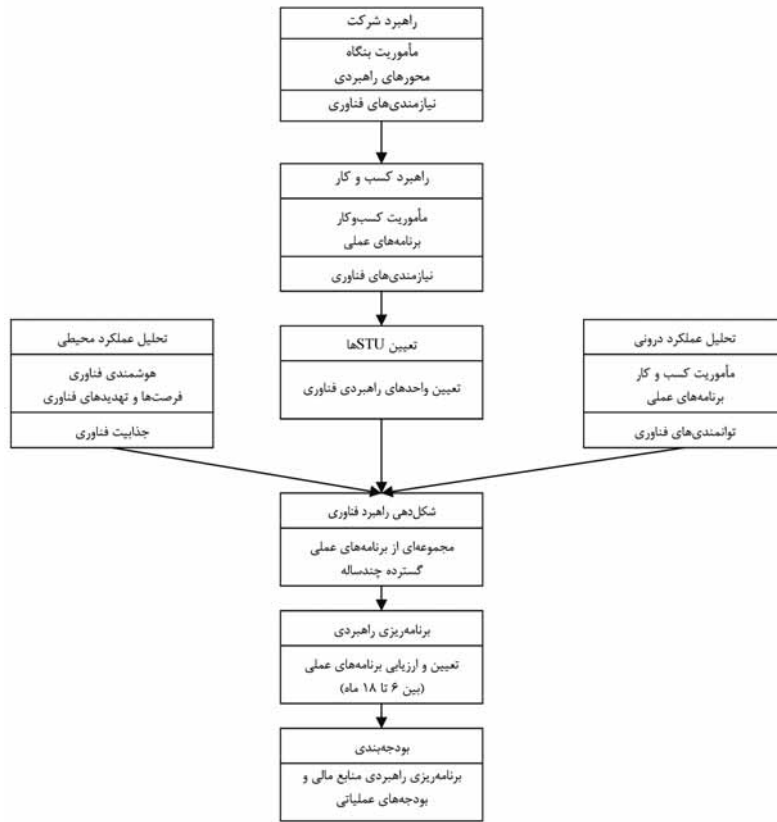 راهبرد شرکت
مأموریت بنگاه
محورهای راهبردی
نیازمندی‌های فناوری
راهبرد کسب و کار
مأموریت کسب‌وکار
برنامه‌های عملی
نیازمندی‌های فناوری
تحلیل عملکرد درونی
مأموریت کسب و کار
برنامه‌های عملی
توانمندی‌های فناوری
تعیین STUها
تعیین واحدهای راهبردی فناوری
تحلیل عملکرد محیطی
هوشمندی فناوری
فرصت‌ها و تهدیدهای فناوری
جذابیت فناوری
شکل‌دهی راهبرد فناوری
مجموعه‌ای از برنامه‌های عملی
گسترده چندساله
برنامه‌ریزی راهبردی
تعیین و ارزیابی برنامه‌های عملی
(بین ۶ تا ۱۸ ماه)
بودجه‌بندی
برنامه‌ریزی راهبردی منابع مالی و
بودجه‌های عملیاتی